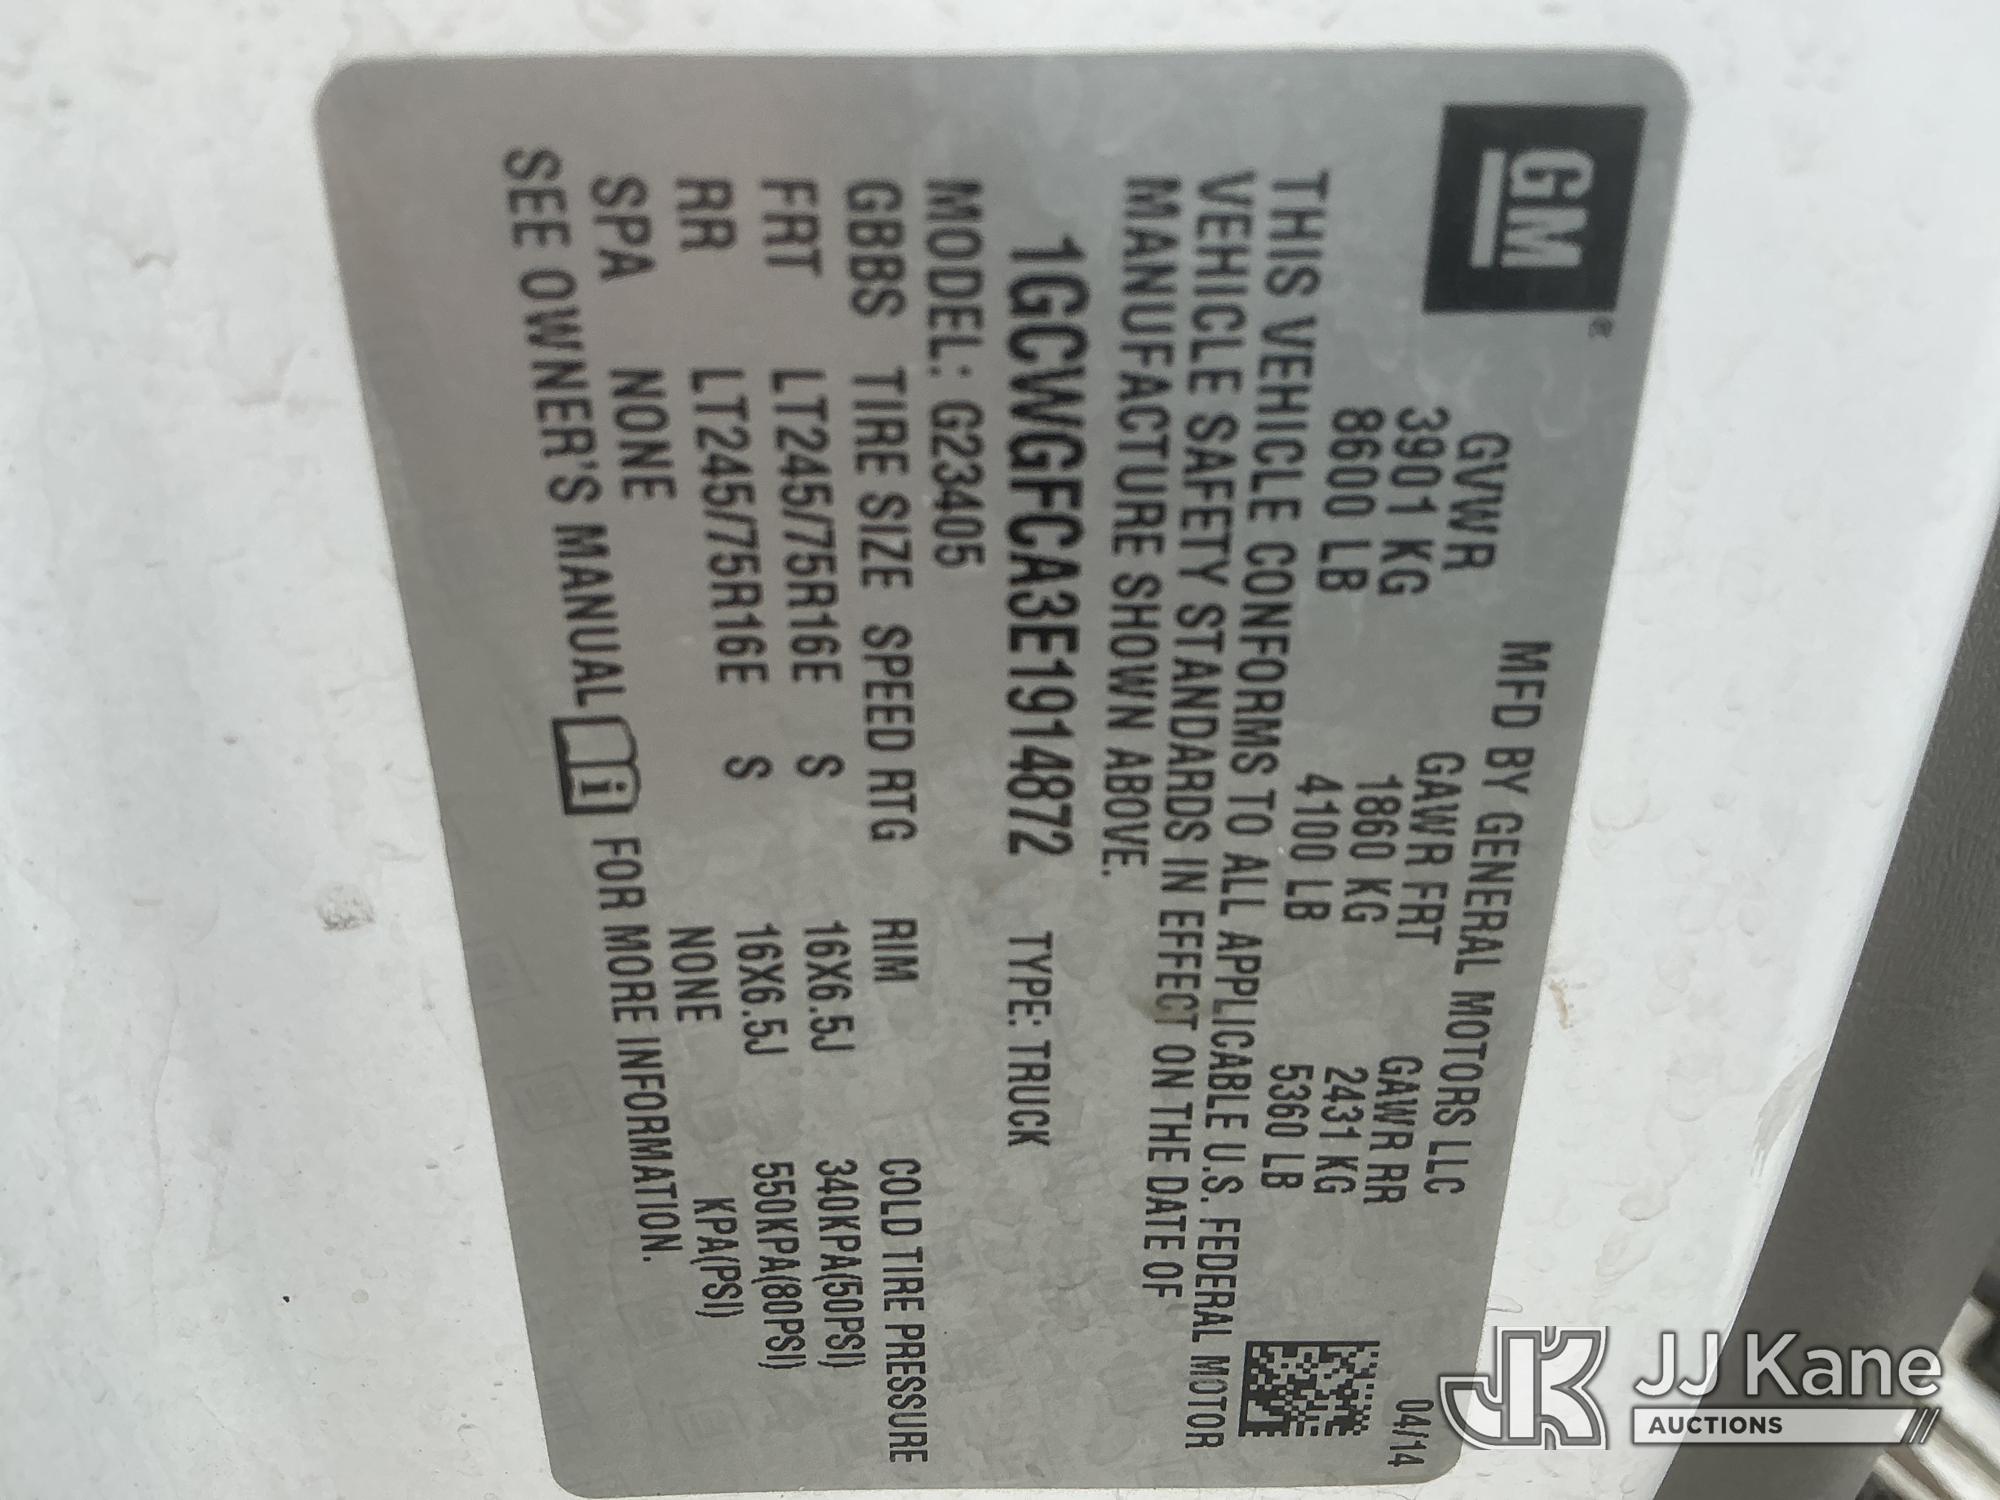 GM®
MFD BY GENERAL MOTORS LLC 04/14
GVWR GAWR FRT GAWR RR
3901 KG 1860 KG 2431 KG
8600 LB 4100 LB 5360 LB
THIS VEHICLE CONFORMS TO ALL APPLICABLE U.S. FEDERAL MOTOR
VEHICLE SAFETY STANDARDS IN EFFECT ON THE DATE OF
MANUFACTURE SHOWN ABOVE.
1GCWGFCA3E1914872 TYPE: TRUCK
MODEL: G23405
GBBS TIRE SIZE SPEED RTG RIM COLD TIRE PRESSURE
FRT LT245/75R16E S 16X6.5J 340KPA(50PSI)
RR LT245/75R16E S 16X6.5J 550KPA(80PSI)
SPA NONE NONE KPA(PSI)
SEE OWNER'S MANUAL i FOR MORE INFORMATION.
JK JJ Kane
AUCTIONS